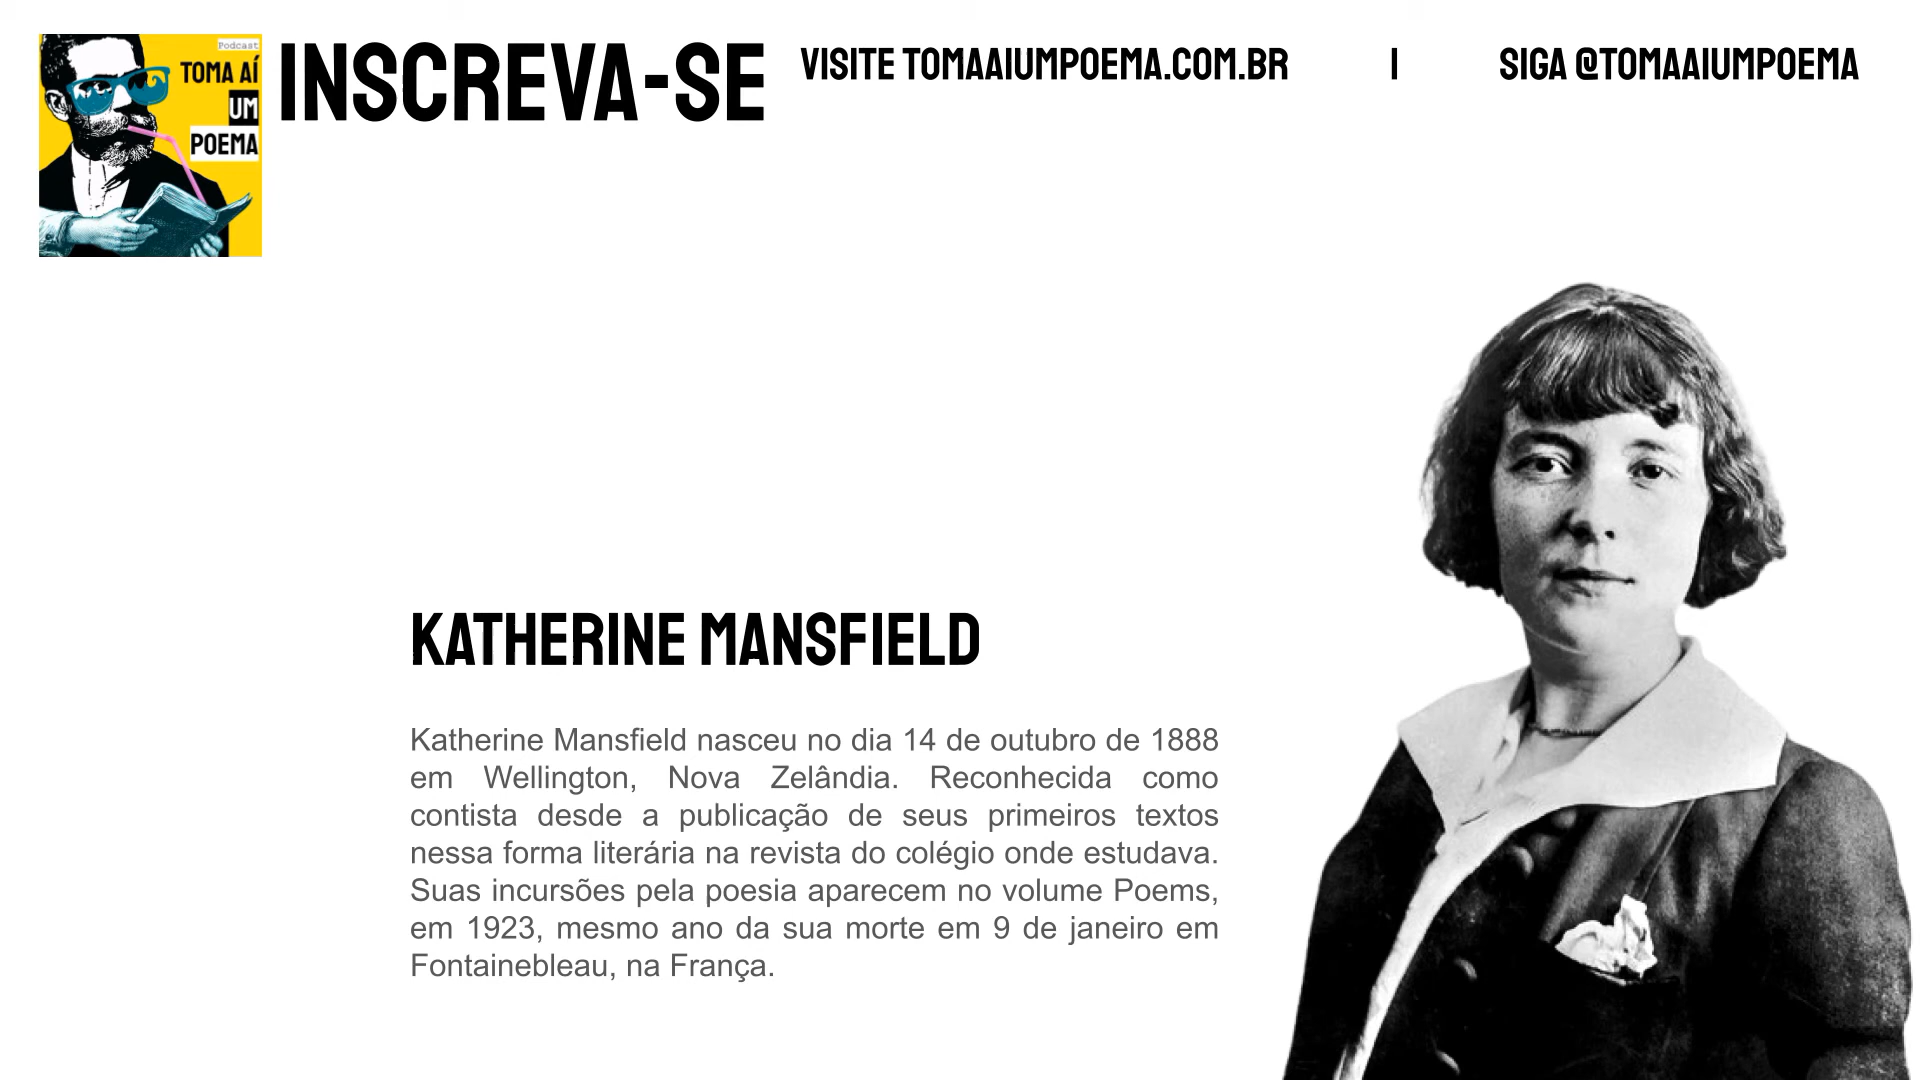 Podcast
TOMA AÍ
UM
POEMA
INSCREVA-SE
VISITE TOMAAIUMPOEMA.COM.BR
|
SIGA @TOMAAIUMPOEMA
KATHERINE MANSFIELD
Katherine Mansfield nasceu no dia 14 de outubro de 1888
em Wellington, Nova Zelândia. Reconhecida como
contista desde a publicação de seus primeiros textos
nessa forma literária na revista do colégio onde estudava.
Suas incursões pela poesia aparecem no volume Poems,
em 1923, mesmo ano da sua morte em 9 de janeiro em
Fontainebleau, na França.